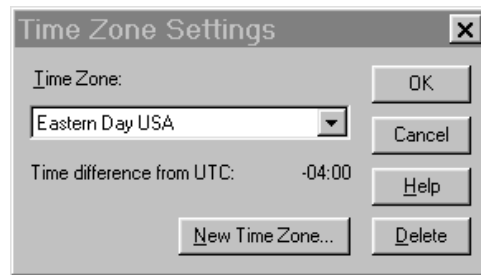 Time Zone Settings
Time Zone:
OK
Eastern Day USA
Cancel
Time difference from UTC: -04:00
Help
New Time Zone...
Delete